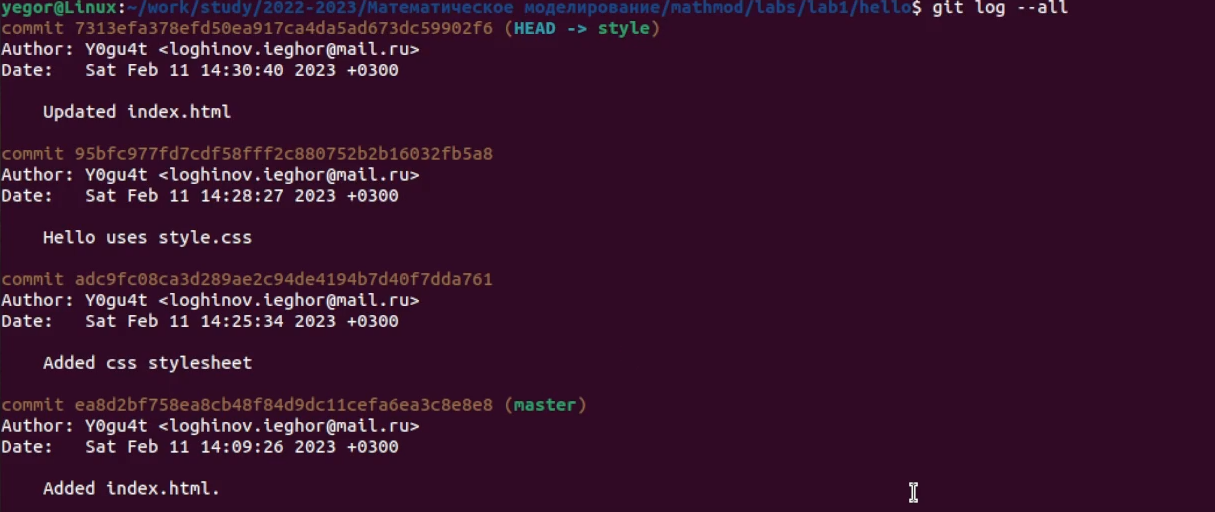 yegor@Linux:~/work/study/2022-2023/Математическое моделирование/mathmod/labs/lab1/hello$ git log --all
commit 7313efa378efd50ea917ca4da5ad673dc59902f6 (HEAD -> style)
Author: Y0gu4t <loghinov.ieghor@mail.ru>
Date:   Sat Feb 11 14:30:40 2023 +0300
    Updated index.html
commit 95bfc977fd7cdf58fff2c880752b2b16032fb5a8
Author: Y0gu4t <loghinov.ieghor@mail.ru>
Date:   Sat Feb 11 14:28:27 2023 +0300
    Hello uses style.css
commit adc9fc08ca3d289ae2c94de4194b7d40f7dda761
Author: Y0gu4t <loghinov.ieghor@mail.ru>
Date:   Sat Feb 11 14:25:34 2023 +0300
    Added css stylesheet
commit ea8d2bf758ea8cb48f84d9dc11cefa6ea3c8e8e8 (master)
Author: Y0gu4t <loghinov.ieghor@mail.ru>
Date:   Sat Feb 11 14:09:26 2023 +0300
    Added index.html.